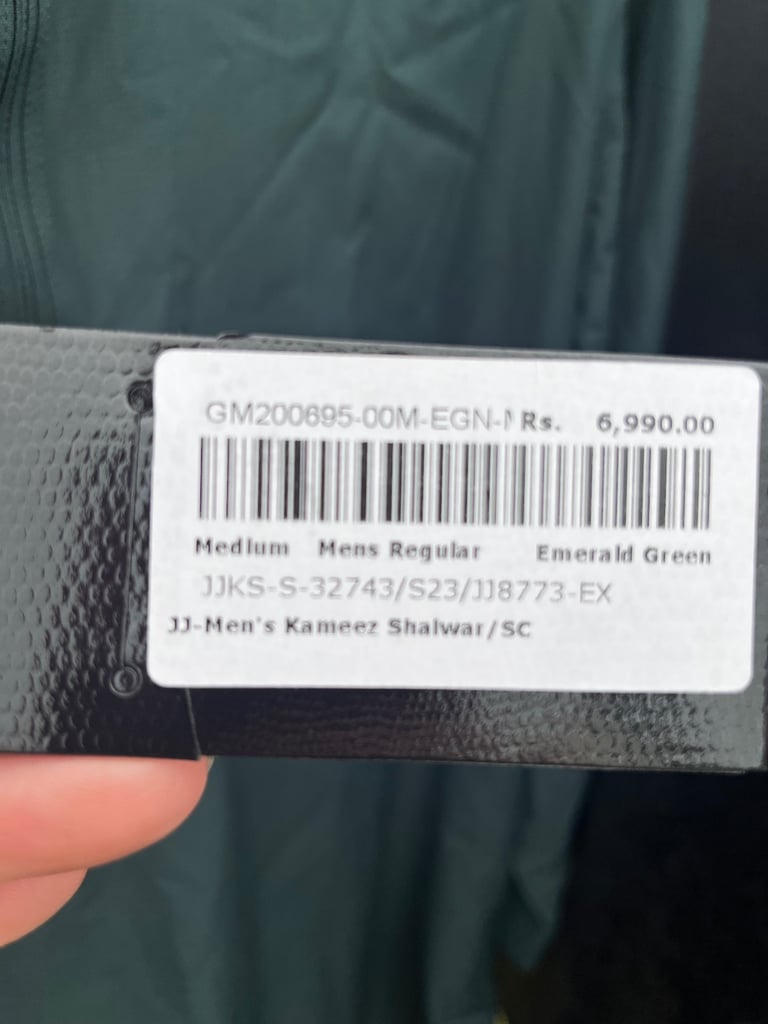 GM200695-00M-EGN-M Rs. 6,990.00
Medium Mens Regular Emerald Green
JJKS-S-32743/S23/JJ8773-EX
JJ-Men's Kameez Shalwar/SC